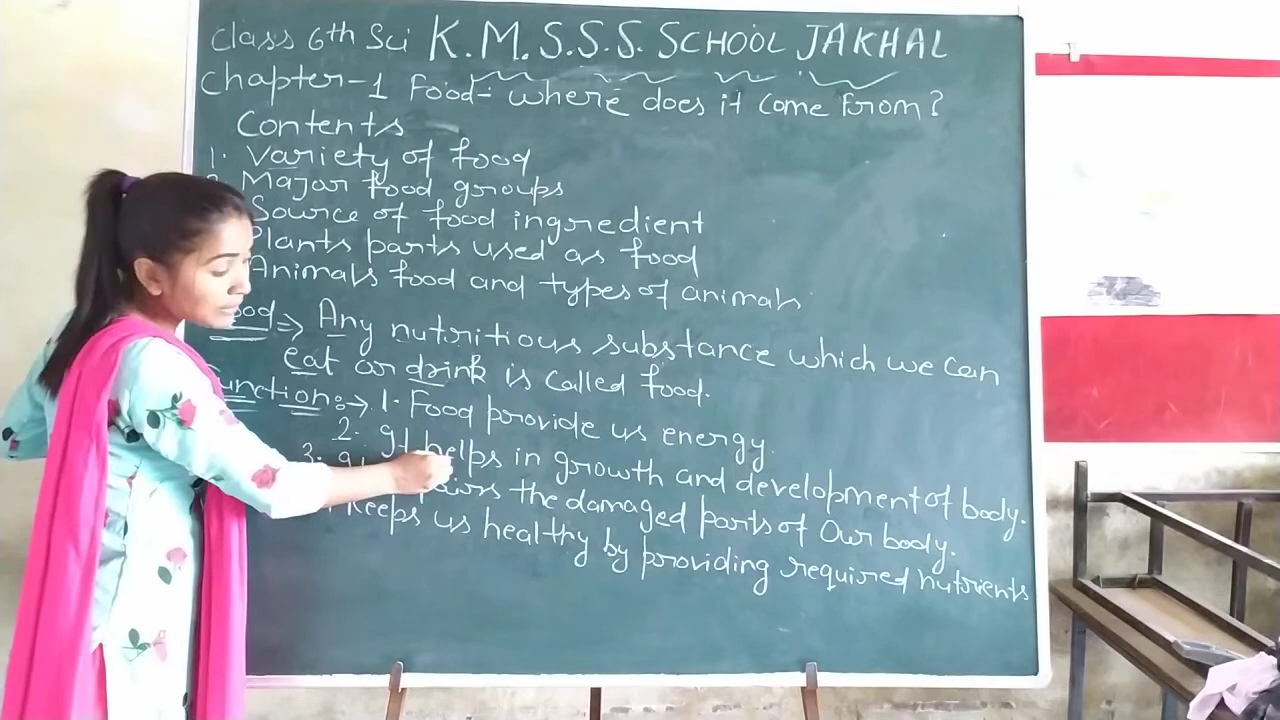 Class 6th Sci K.M.S.S.S. SCHOOL JAKHAL
Chapter-1 Food- where does it come from?
Contents
1. Variety of food
Major food groups
Source of food ingredient
Plants parts used as food
Animals food and types of animals
=> Any nutritious substance which we can
eat or drink is called food.
→ 1. Food provide us energy.
2. It helps in growth and development of body.
3. the damaged parts of Our body.
keeps us healthy by providing required nutrients